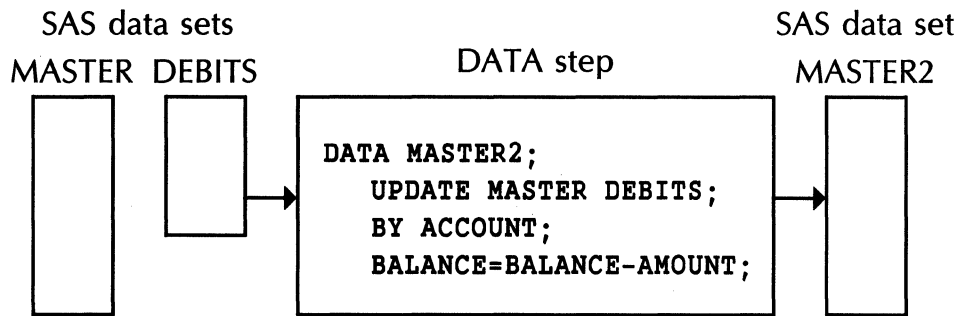 SAS data sets
MASTER DEBITS
DATA step
SAS data set
MASTER2
DATA MASTER2;
UPDATE MASTER DEBITS;
BY ACCOUNT;
BALANCE=BALANCE-AMOUNT;